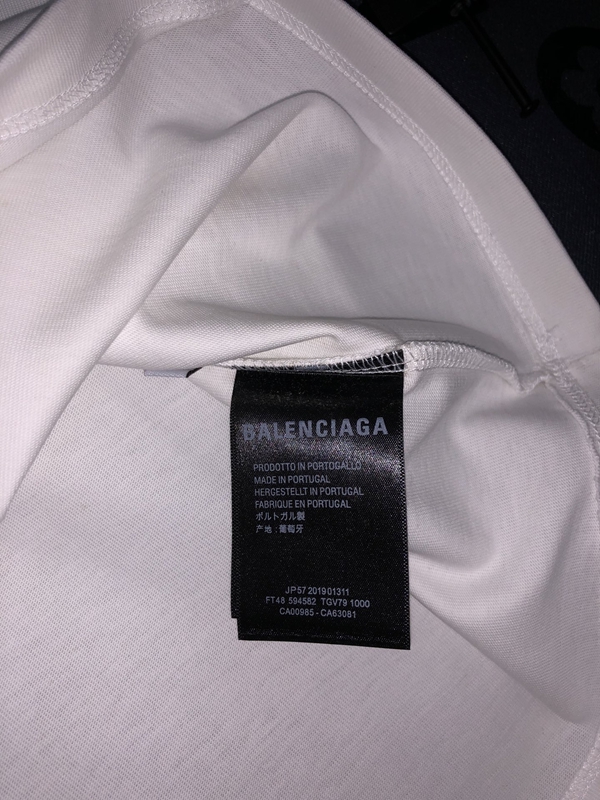 BALENCIAGA
PRODOTTO IN PORTOGALLO
MADE IN PORTUGAL
HERGESTELLT IN PORTUGAL
FABRIQUE EN PORTUGAL
ポルトガル製
产地:葡萄牙
JP57 201901311
FT48 594582 TGV79 1000
CA00985 - CA63081